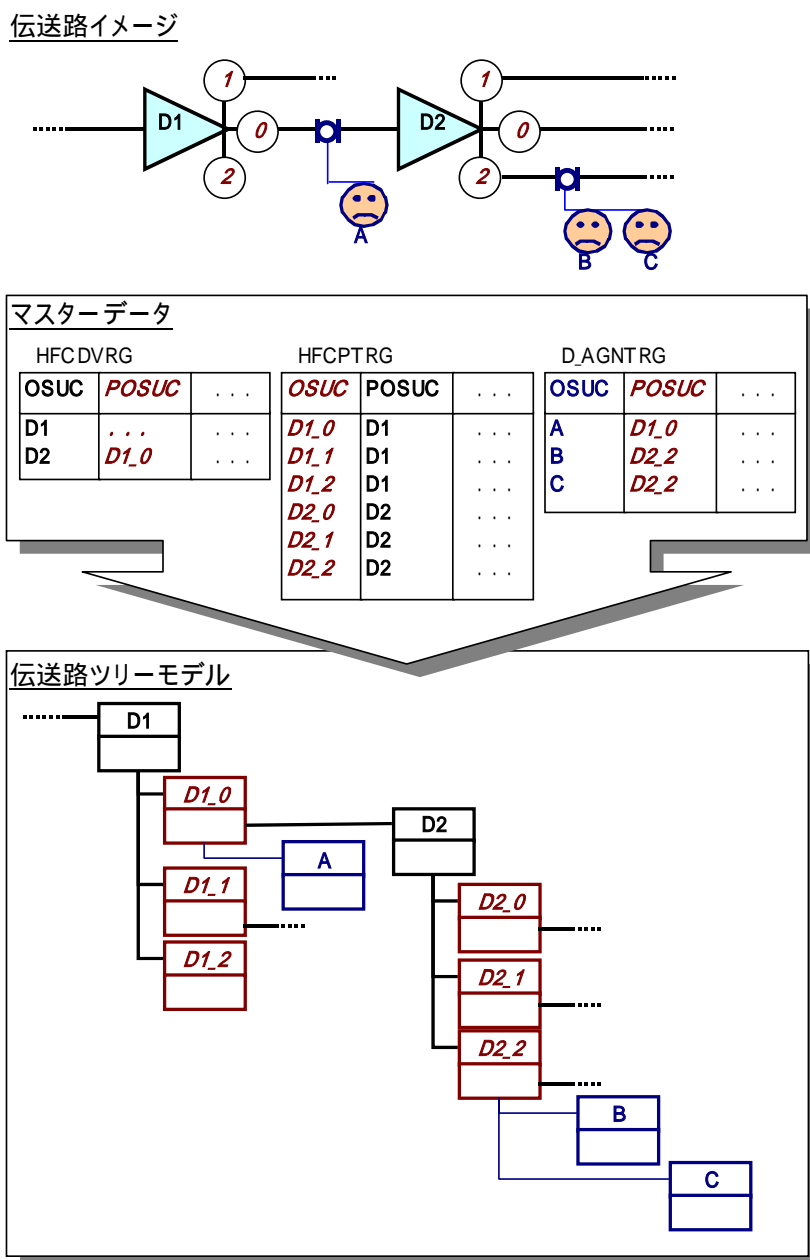 伝送路イメージ
1 1
D1 0 D2 0
2 2
A
B C
マスターデータ
HFCDVRG HFCPTRG D_AGNTRG
OSUC POSUC ... OSUC POSUC ... OSUC POSUC ...
D1 ... ... D1_0 D1 ... A D1_0 ...
D2 D1_0 ... D1_1 D1 ... B D2_2 ...
D1_2 D1 ... C D2_2 ...
D2_0 D2 ...
D2_1 D2 ...
D2_2 D2 ...
伝送路ツリーモデル
D1
D1_0
D2
A
D1_1
D2_0
D1_2
D2_1
D2_2
B
C